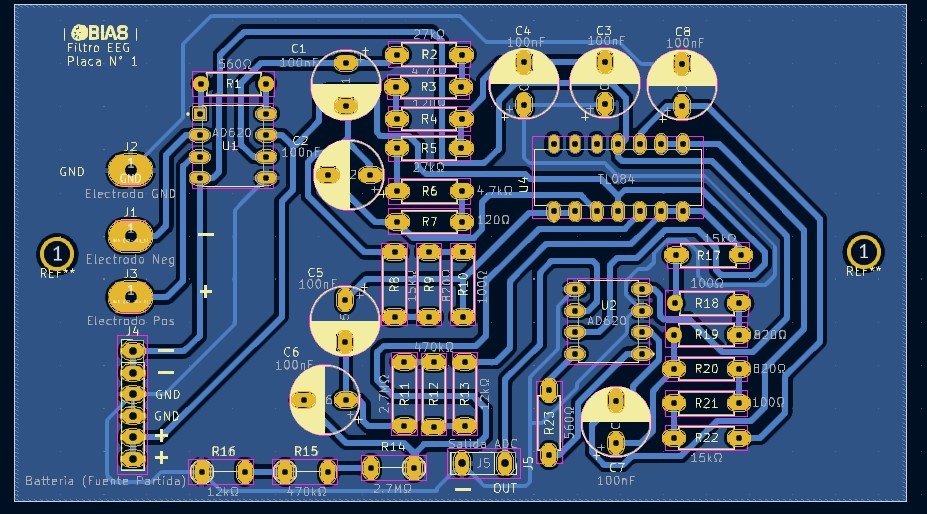 BIAS
Filtro EEG
Placa N° 1
560Ω
R1
AD620
U1
C1
100nF
C2
100nF
27kΩ
R2
4.7kΩ
R3
120Ω
R4
R5
27kΩ
R6
4.7kΩ
R7
120Ω
C4
100nF
C3
100nF
C8
100nF
U4
TL084
J2
GND
1
GND
Electrodo GND
J1
Electrodo Neg
J3
Electrodo Pos
1
REF**
1
REF**
−
+
J4
−
−
GND
GND
+
+
Batería (Fuente Partida)
C5
100nF
C6
100nF
R8
15kΩ
R9
820Ω
R10
100Ω
470kΩ
2.7MΩ
R11
R12
R13
12kΩ
R16
12kΩ
R15
470kΩ
R14
2.7MΩ
Salida ADC
J5
J5
−
OUT
R23
560Ω
U2
AD620
C7
100nF
15kΩ
R17
100Ω
R18
R19
820Ω
R20
820Ω
R21
100Ω
R22
15kΩ